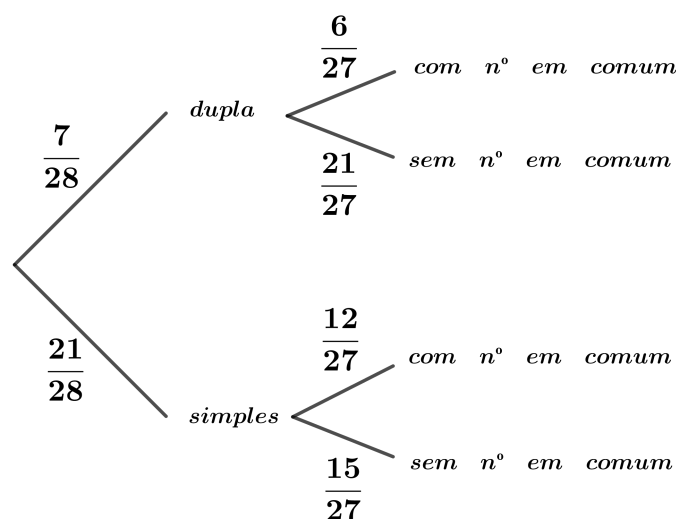 6/27
com nº em comum
dupla
7/28
21/27
sem nº em comum
12/27
com nº em comum
21/28
simples
15/27
sem nº em comum